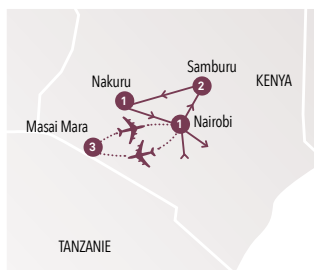 Samburu
2
Nakuru
KENYA
1
Nairobi
1
Masai Mara
3
TANZANIE